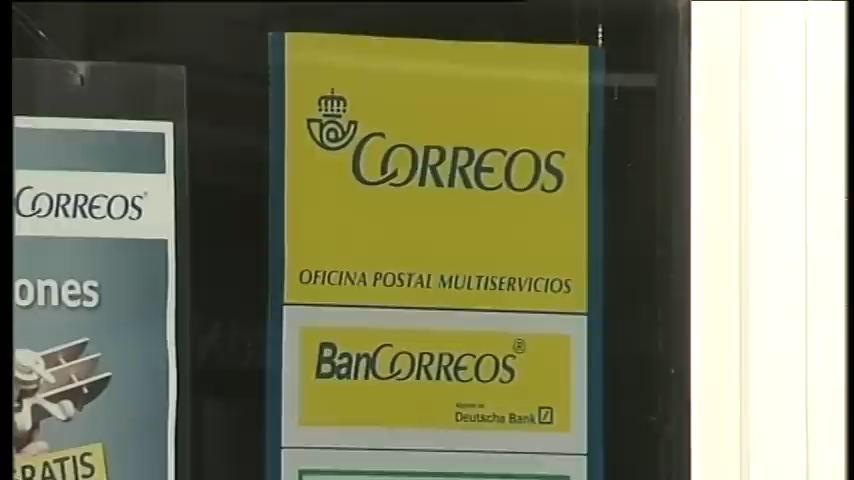 CORREOS
OFICINA POSTAL MULTISERVICIOS
BanCORREOS®
Deutsche Bank
CORREOS
ones
RATIS